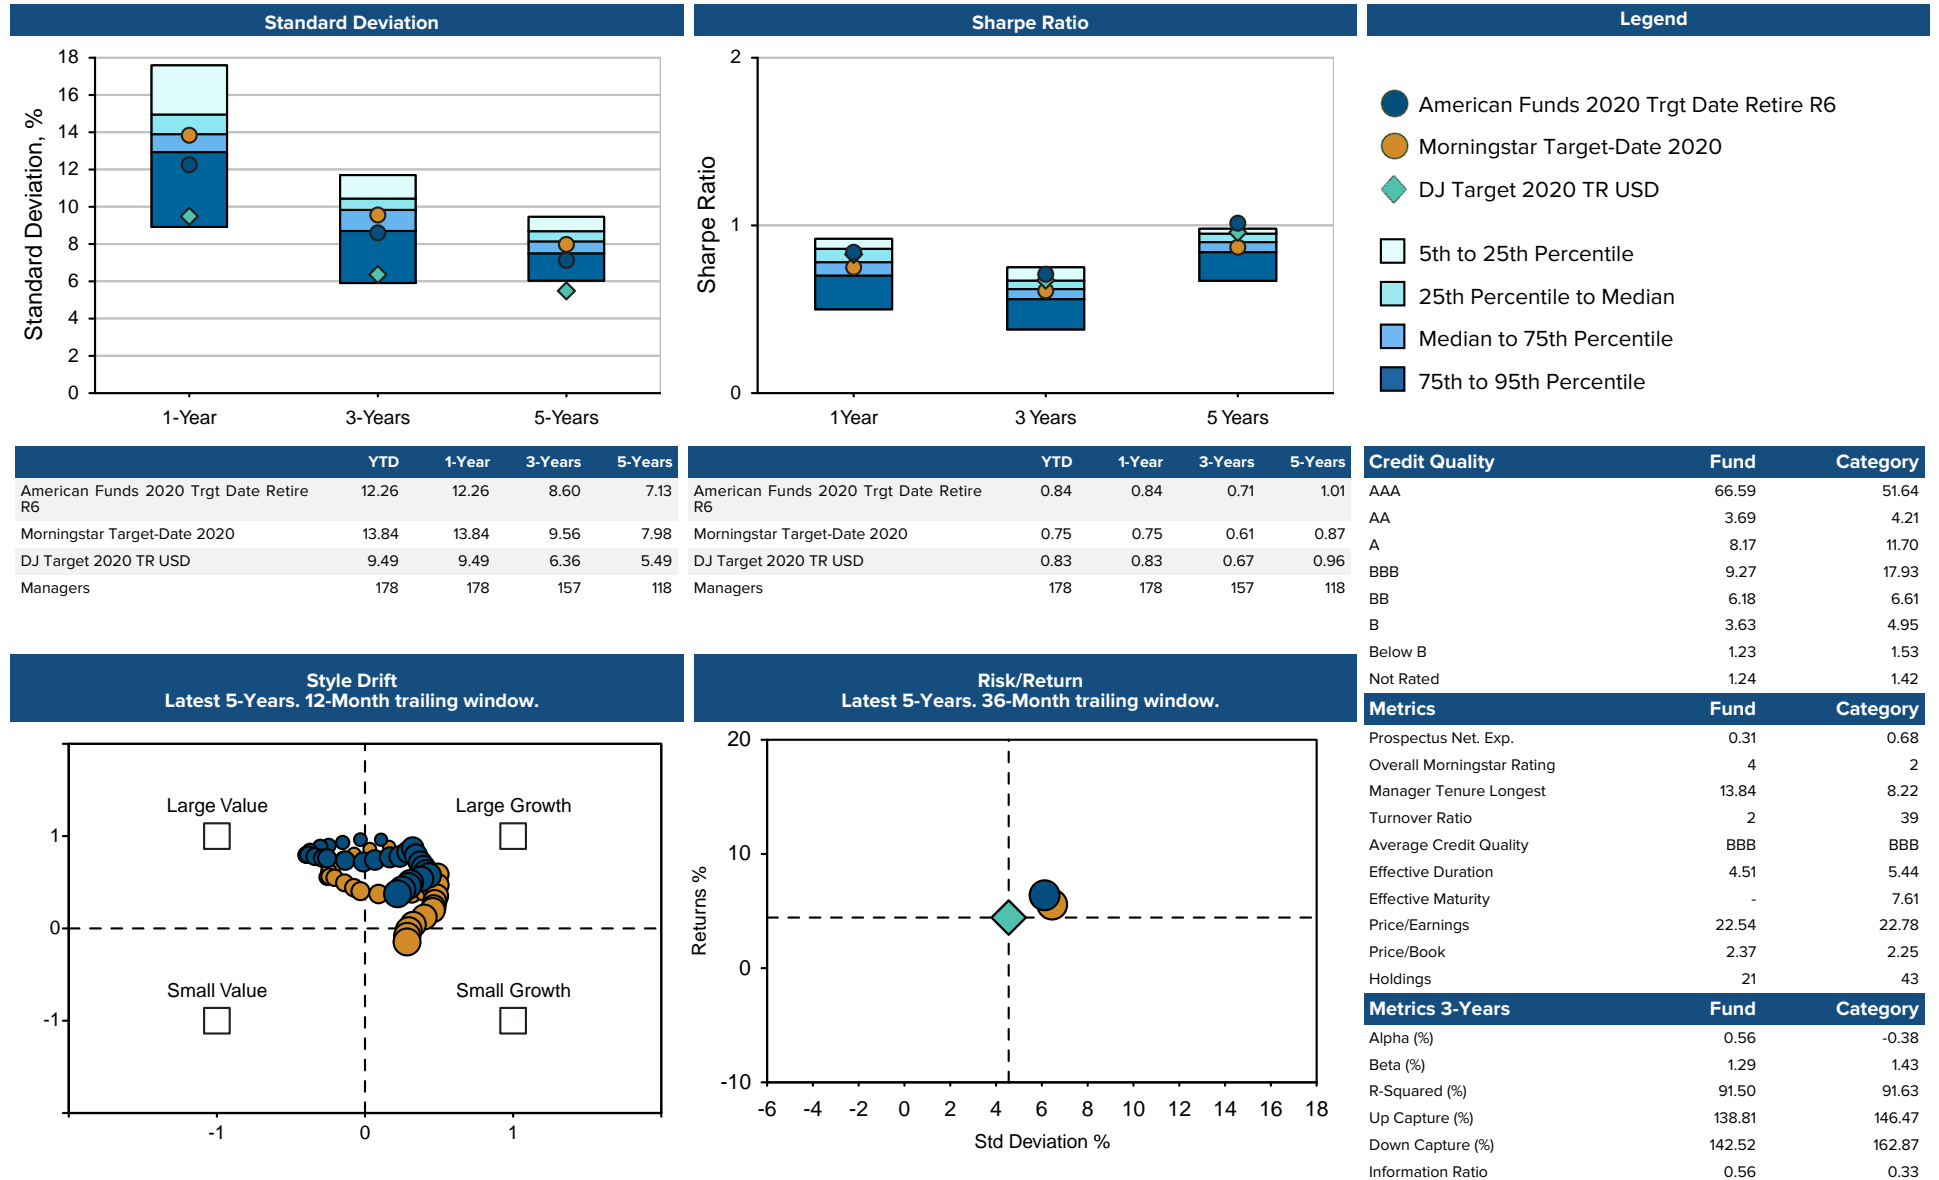 Standard Deviation
Sharpe Ratio
Legend
Standard Deviation, %
18
16
14
12
10
8
6
4
2
0
1-Year
3-Years
5-Years
Sharpe Ratio
2
1
0
1Year
3 Years
5 Years
American Funds 2020 Trgt Date Retire R6
Morningstar Target-Date 2020
DJ Target 2020 TR USD
5th to 25th Percentile
25th Percentile to Median
Median to 75th Percentile
75th to 95th Percentile
YTD 1-Year 3-Years 5-Years
American Funds 2020 Trgt Date Retire R6 12.26 12.26 8.60 7.13
Morningstar Target-Date 2020 13.84 13.84 9.56 7.98
DJ Target 2020 TR USD 9.49 9.49 6.36 5.49
Managers 178 178 157 118
YTD 1-Year 3-Years 5-Years
American Funds 2020 Trgt Date Retire R6 0.84 0.84 0.71 1.01
Morningstar Target-Date 2020 0.75 0.75 0.61 0.87
DJ Target 2020 TR USD 0.83 0.83 0.67 0.96
Managers 178 178 157 118
Credit Quality Fund Category
AAA 66.59 51.64
AA 3.69 4.21
A 8.17 11.70
BBB 9.27 17.93
BB 6.18 6.61
B 3.63 4.95
Below B 1.23 1.53
Not Rated 1.24 1.42
Metrics Fund Category
Prospectus Net. Exp. 0.31 0.68
Overall Morningstar Rating 4 2
Manager Tenure Longest 13.84 8.22
Turnover Ratio 2 39
Average Credit Quality BBB BBB
Effective Duration 4.51 5.44
Effective Maturity - 7.61
Price/Earnings 22.54 22.78
Price/Book 2.37 2.25
Holdings 21 43
Metrics 3-Years Fund Category
Alpha (%) 0.56 -0.38
Beta (%) 1.29 1.43
R-Squared (%) 91.50 91.63
Up Capture (%) 138.81 146.47
Down Capture (%) 142.52 162.87
Information Ratio 0.56 0.33
Style Drift
Latest 5-Years. 12-Month trailing window.
Large Value
Large Growth
Small Value
Small Growth
1
0
-1
-1 0 1
Risk/Return
Latest 5-Years. 36-Month trailing window.
Returns %
20
10
0
-10
-6 -4 -2 0 2 4 6 8 10 12 14 16 18
Std Deviation %